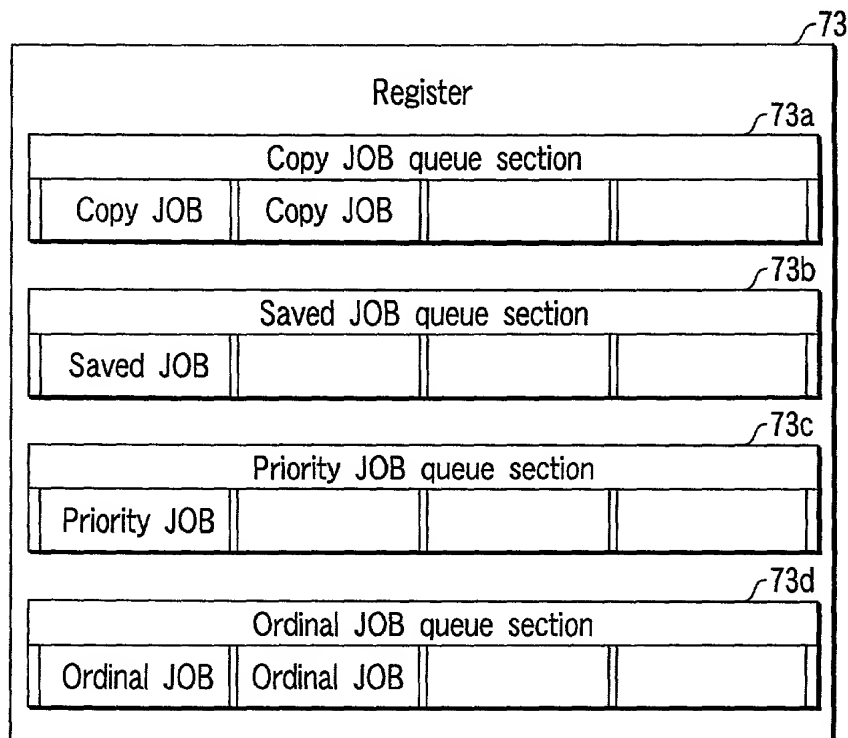 73
Register
73a
Copy JOB queue section
Copy JOB Copy JOB
73b
Saved JOB queue section
Saved JOB
73c
Priority JOB queue section
Priority JOB
73d
Ordinal JOB queue section
Ordinal JOB Ordinal JOB